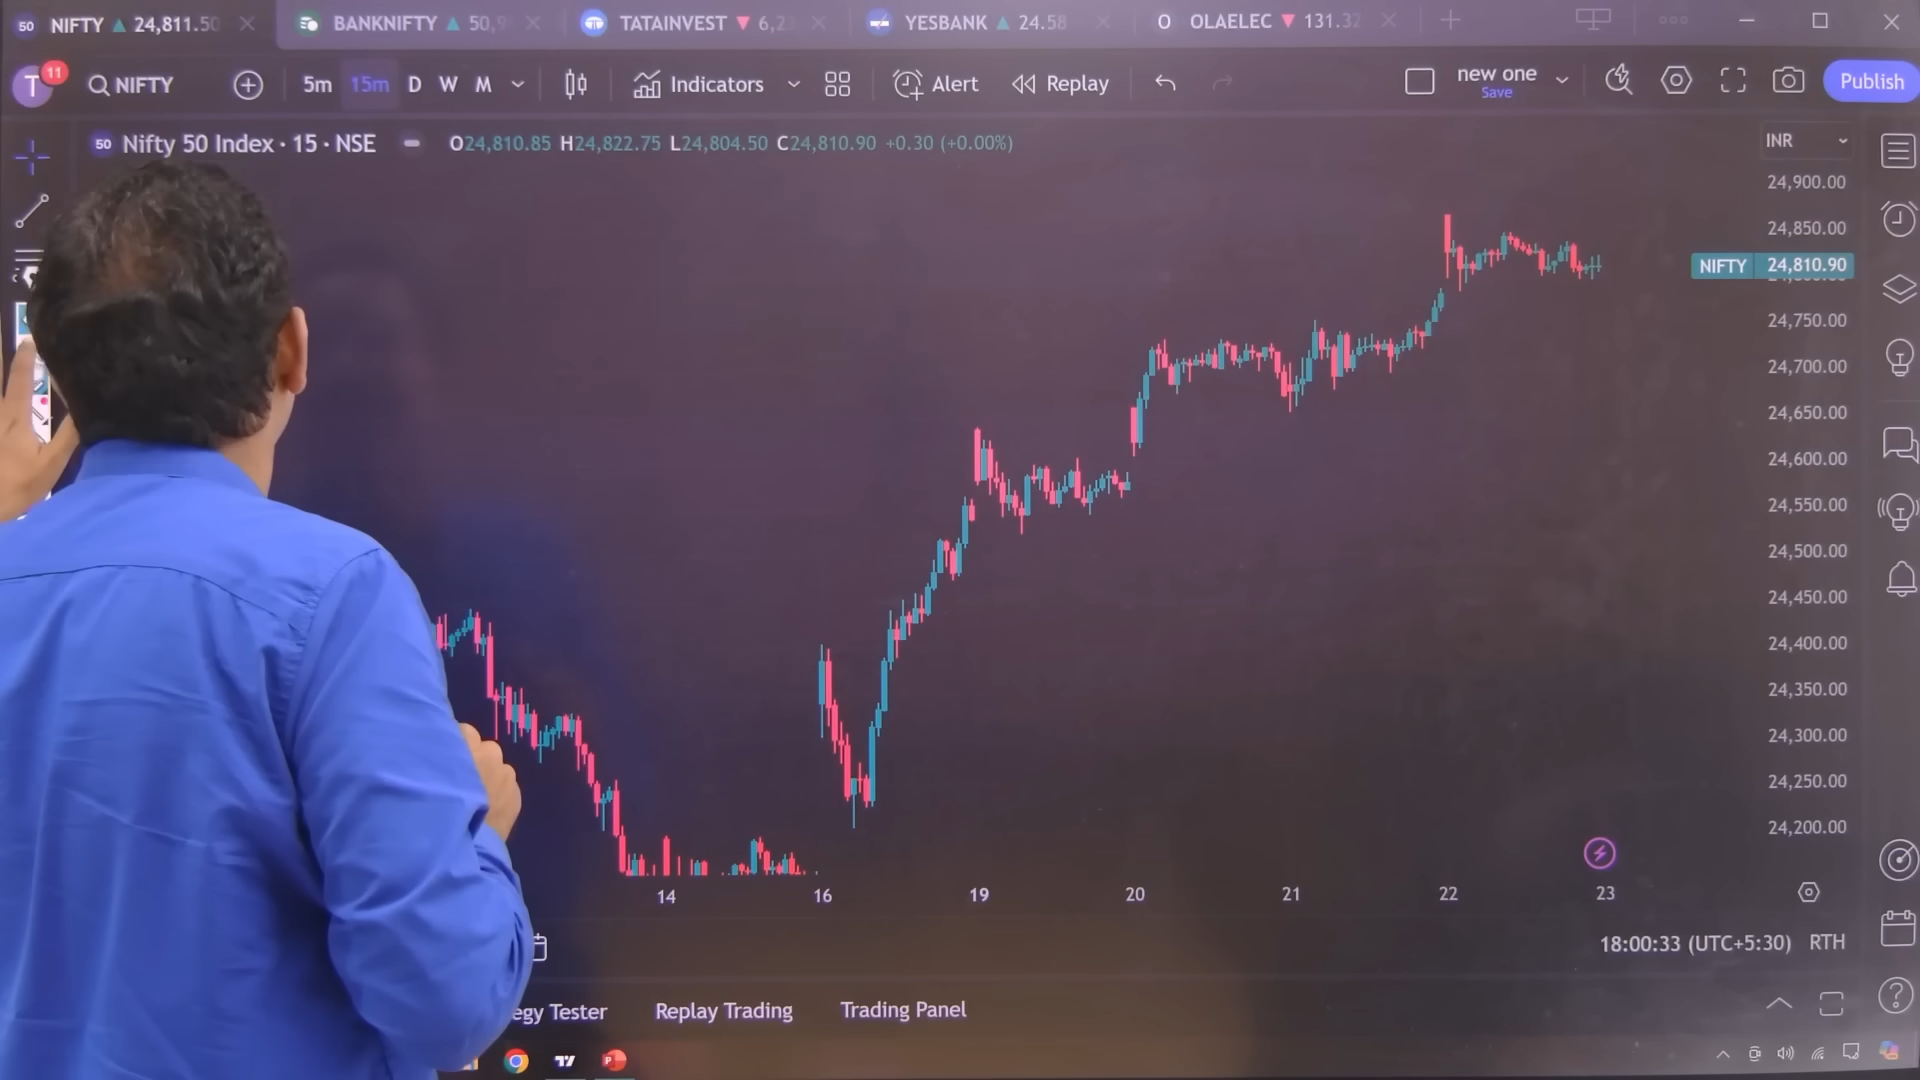 50 NIFTY ▲ 24,811.50
BANKNIFTY ▲ 50,9
TATAINVEST ▼ 6,2
YESBANK ▲ 24.58
O OLAELEC ▼ 131.32
T 11
NIFTY
5m 15m D W M
Indicators
Alert
Replay
new one
Save
Publish
50 Nifty 50 Index · 15 · NSE
O24,810.85 H24,822.75 L24,804.50 C24,810.90 +0.30 (+0.00%)
INR
24,900.00
24,850.00
NIFTY 24,810.90
24,750.00
24,700.00
24,650.00
24,600.00
24,550.00
24,500.00
24,450.00
24,400.00
24,350.00
24,300.00
24,250.00
24,200.00
14 16 19 20 21 22 23
18:00:33 (UTC+5:30) RTH
egy Tester
Replay Trading
Trading Panel